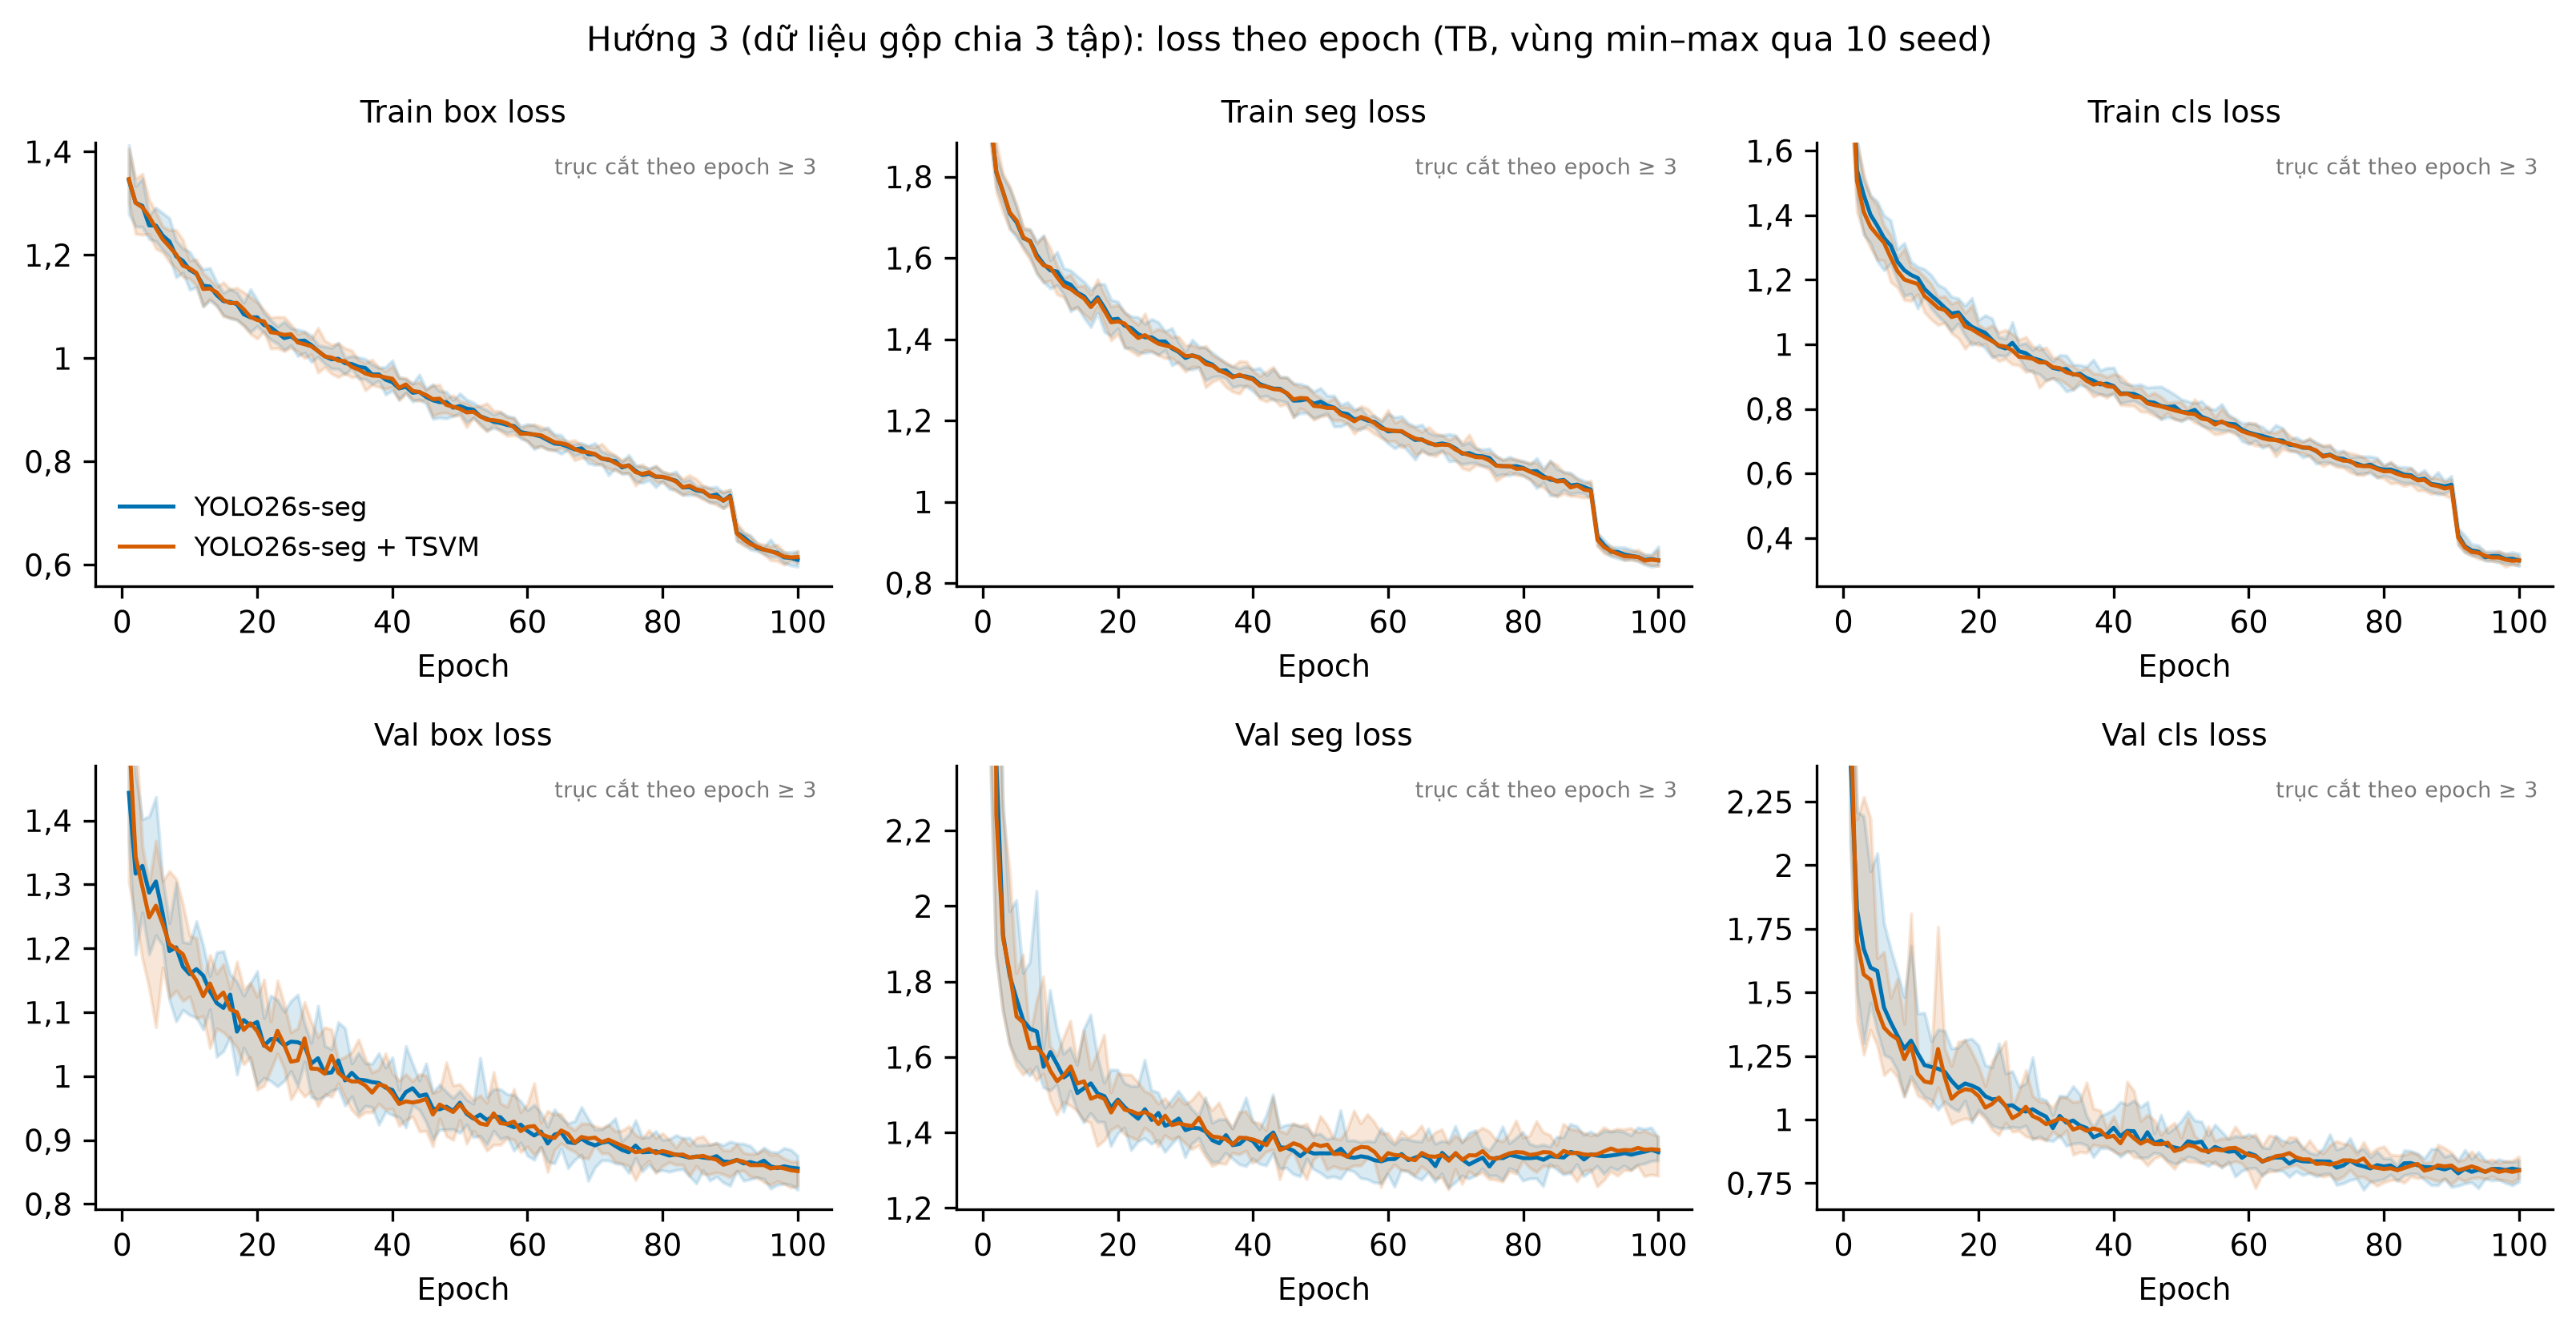 Hướng 3 (dữ liệu gộp chia 3 tập): loss theo epoch (TB, vùng min–max qua 10 seed)
Train box loss
trục cắt theo epoch ≥ 3
1,4
1,2
1
0,8
0,6
YOLO26s-seg
YOLO26s-seg + TSVM
0 20 40 60 80 100
Epoch
Train seg loss
trục cắt theo epoch ≥ 3
1,8
1,6
1,4
1,2
1
0,8
0 20 40 60 80 100
Epoch
Train cls loss
trục cắt theo epoch ≥ 3
1,6
1,4
1,2
1
0,8
0,6
0,4
0 20 40 60 80 100
Epoch
Val box loss
trục cắt theo epoch ≥ 3
1,4
1,3
1,2
1,1
1
0,9
0,8
0 20 40 60 80 100
Epoch
Val seg loss
trục cắt theo epoch ≥ 3
2,2
2
1,8
1,6
1,4
1,2
0 20 40 60 80 100
Epoch
Val cls loss
trục cắt theo epoch ≥ 3
2,25
2
1,75
1,5
1,25
1
0,75
0 20 40 60 80 100
Epoch